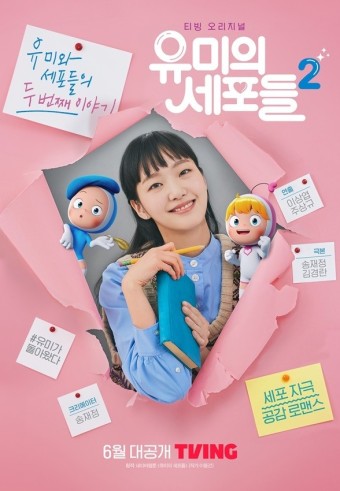 티빙 오리지널
유미의
세포들 2
유미와
세포들의
두 번째 이야기
연출
이상엽
주상규
극본
송재정
김경란
#유미가
돌아왔다
크리에이터
송재정
세포 자극
공감 로맨스
6월 대공개 TVING